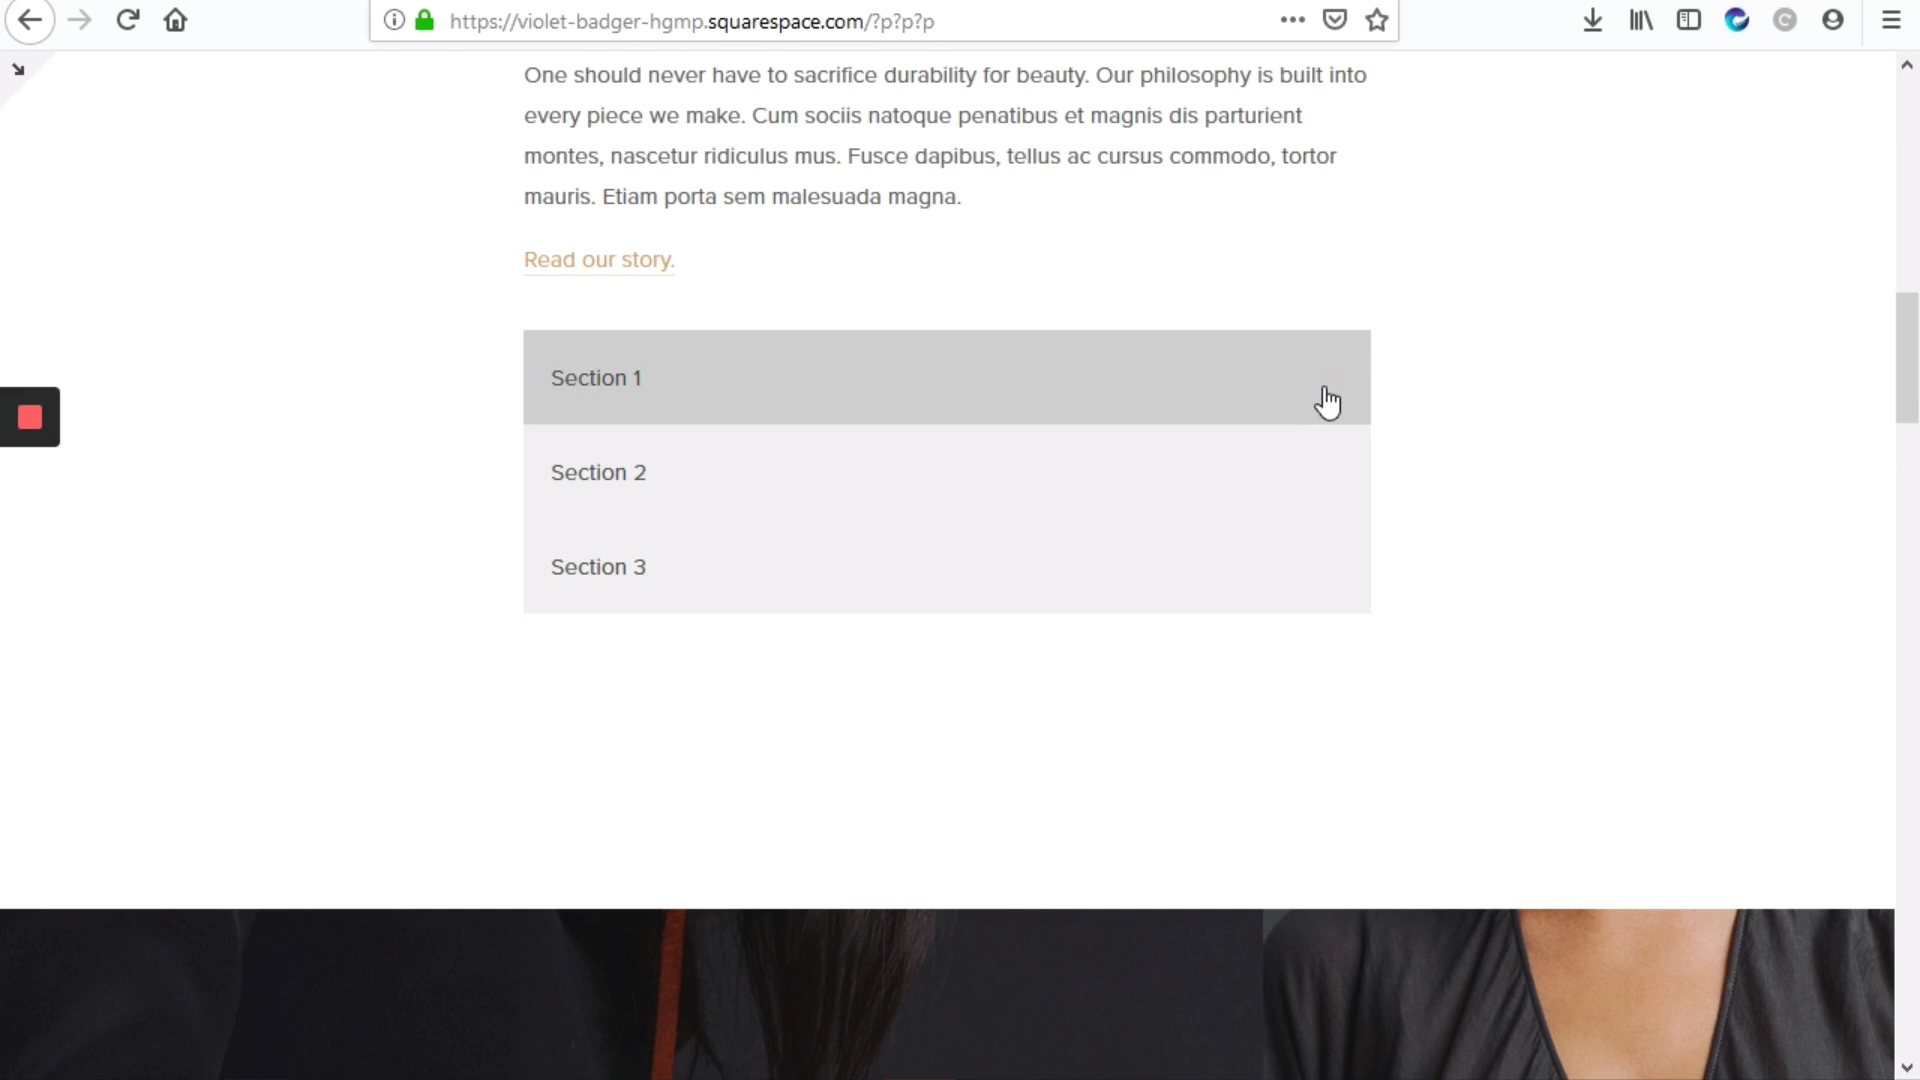 https://violet-badger-hgmp.squarespace.com/?p?p?p
One should never have to sacrifice durability for beauty. Our philosophy is built into
every piece we make. Cum sociis natoque penatibus et magnis dis parturient
montes, nascetur ridiculus mus. Fusce dapibus, tellus ac cursus commodo, tortor
mauris. Etiam porta sem malesuada magna.
Read our story.
Section 1
Section 2
Section 3